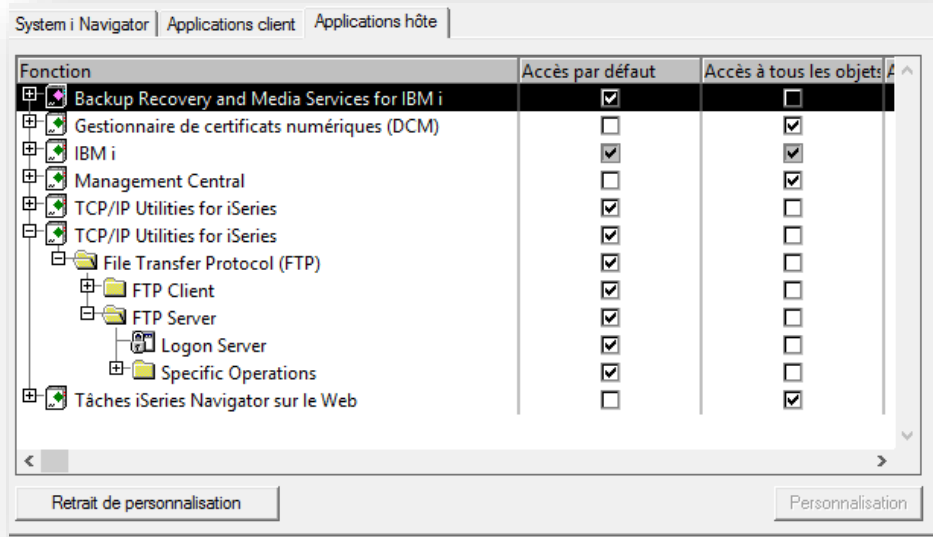 System i Navigator Applications client Applications hôte
Fonction Accès par défaut Accès à tous les objets
Backup Recovery and Media Services for IBM i
Gestionnaire de certificats numériques (DCM)
IBM i
Management Central
TCP/IP Utilities for iSeries
TCP/IP Utilities for iSeries
File Transfer Protocol (FTP)
FTP Client
FTP Server
Logon Server
Specific Operations
Tâches iSeries Navigator sur le Web
Retrait de personnalisation Personnalisation